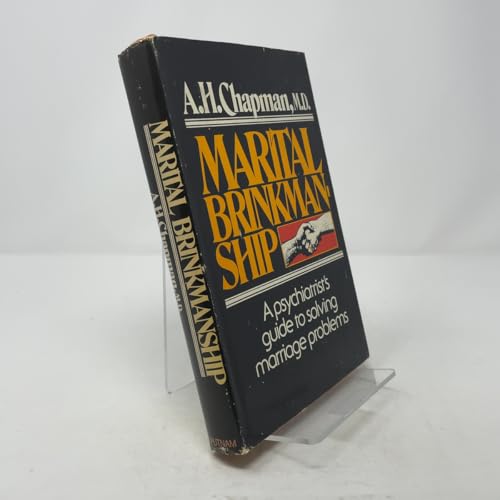 A.H. Chapman, M.D.
MARITAL
BRINKMAN-
SHIP
A psychiatrist's
guide to solving
marriage problems
MARITAL BRINKMANSHIP
A.H. Chapman, M.D.
PUTNAM